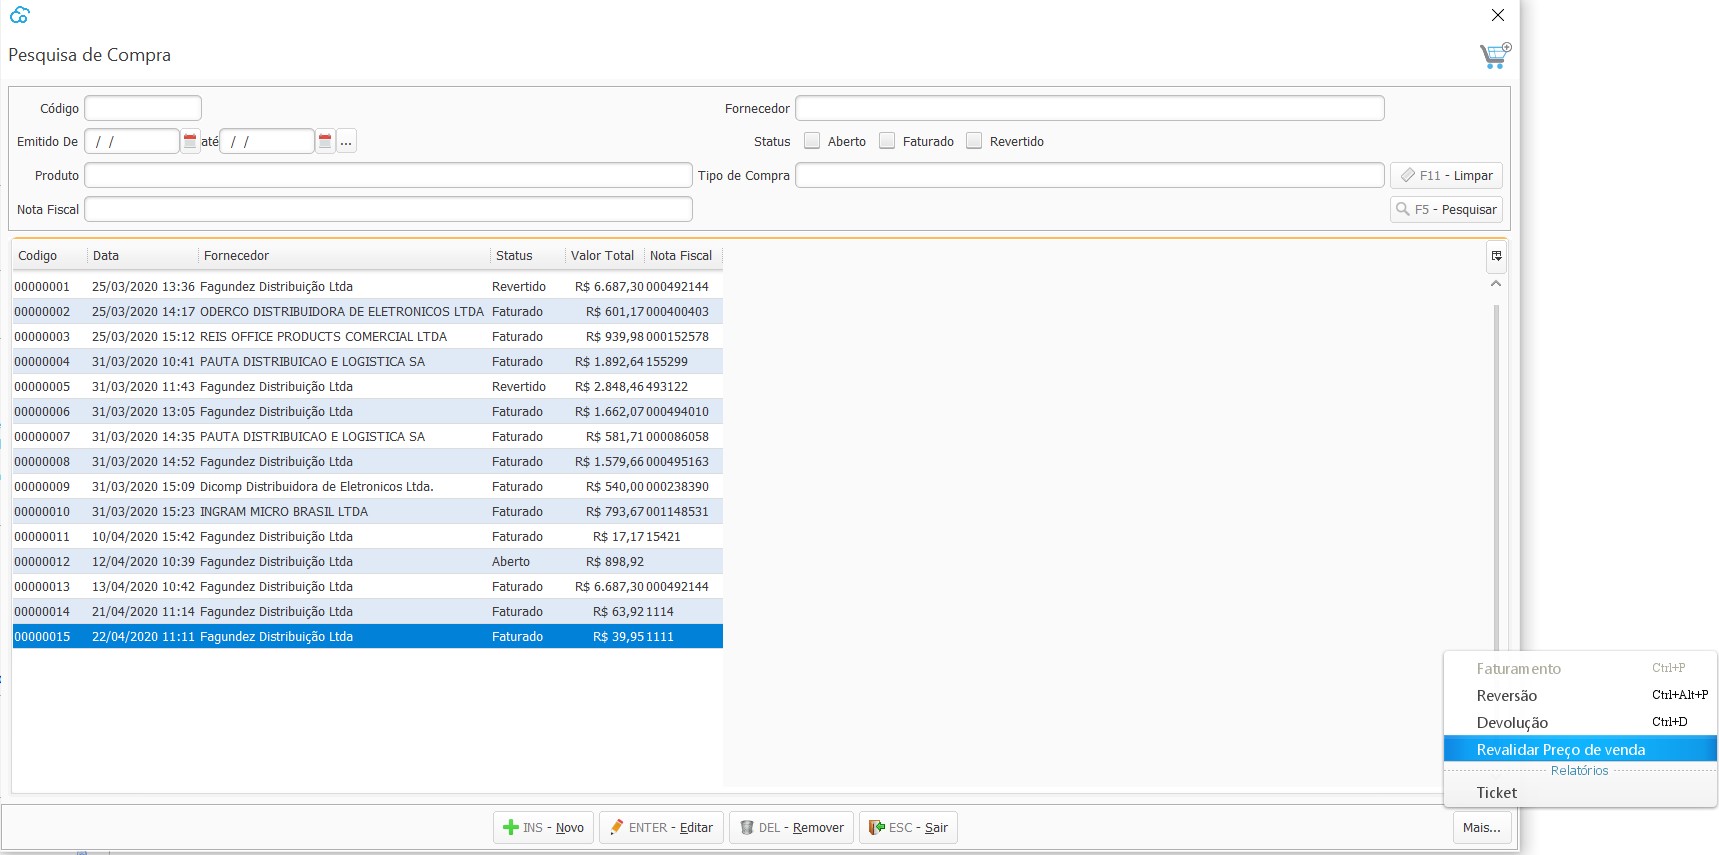 Pesquisa de Compra
Código
Fornecedor
Emitido De / / até / / ...
Status Aberto Faturado Revertido
Produto
Tipo de Compra
F11 - Limpar
Nota Fiscal
F5 - Pesquisar
Codigo Data Fornecedor Status Valor Total Nota Fiscal
00000001 25/03/2020 13:36 Fagundez Distribuição Ltda Revertido R$ 6.687,30 000492144
00000002 25/03/2020 14:17 ODERCO DISTRIBUIDORA DE ELETRONICOS LTDA Faturado R$ 601,17 000400403
00000003 25/03/2020 15:12 REIS OFFICE PRODUCTS COMERCIAL LTDA Faturado R$ 939,98 000152578
00000004 31/03/2020 10:41 PAUTA DISTRIBUICAO E LOGISTICA SA Faturado R$ 1.892,64 155299
00000005 31/03/2020 11:43 Fagundez Distribuição Ltda Revertido R$ 2.848,46 493122
00000006 31/03/2020 13:05 Fagundez Distribuição Ltda Faturado R$ 1.662,07 000494010
00000007 31/03/2020 14:35 PAUTA DISTRIBUICAO E LOGISTICA SA Faturado R$ 581,71 000086058
00000008 31/03/2020 14:52 Fagundez Distribuição Ltda Faturado R$ 1.579,66 000495163
00000009 31/03/2020 15:09 Dicomp Distribuidora de Eletronicos Ltda. Faturado R$ 540,00 000238390
00000010 31/03/2020 15:23 INGRAM MICRO BRASIL LTDA Faturado R$ 793,67 001148531
00000011 10/04/2020 15:42 Fagundez Distribuição Ltda Faturado R$ 17,17 15421
00000012 12/04/2020 10:39 Fagundez Distribuição Ltda Aberto R$ 898,92
00000013 13/04/2020 10:42 Fagundez Distribuição Ltda Faturado R$ 6.687,30 000492144
00000014 21/04/2020 11:14 Fagundez Distribuição Ltda Faturado R$ 63,92 1114
00000015 22/04/2020 11:11 Fagundez Distribuição Ltda Faturado R$ 39,95 1111
Faturamento Ctrl+P
Reversão Ctrl+Alt+P
Devolução Ctrl+D
Revalidar Preço de venda
Relatórios
Ticket
INS - Novo ENTER - Editar DEL - Remover ESC - Sair Mais...